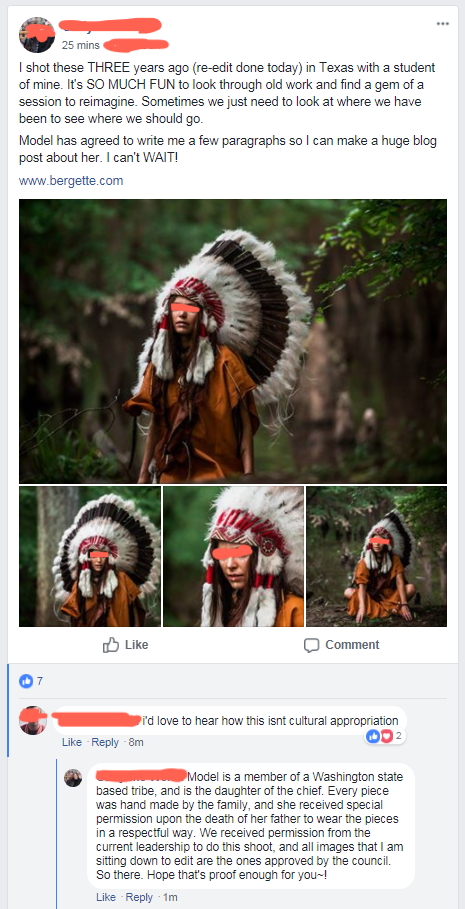 25 mins
I shot these THREE years ago (re-edit done today) in Texas with a student
of mine. It's SO MUCH FUN to look through old work and find a gem of a
session to reimagine. Sometimes we just need to look at where we have
been to see where we should go.
Model has agreed to write me a few paragraphs so I can make a huge blog
post about her. I can't WAIT!
www.bergette.com
Like
Comment
7
i'd love to hear how this isnt cultural appropriation
2
Like · Reply · 8m
Model is a member of a Washington state
based tribe, and is the daughter of the chief. Every piece
was hand made by the family, and she received special
permission upon the death of her father to wear the pieces
in a respectful way. We received permission from the
current leadership to do this shoot, and all images that I am
sitting down to edit are the ones approved by the council.
So there. Hope that's proof enough for you~!
Like · Reply · 1m